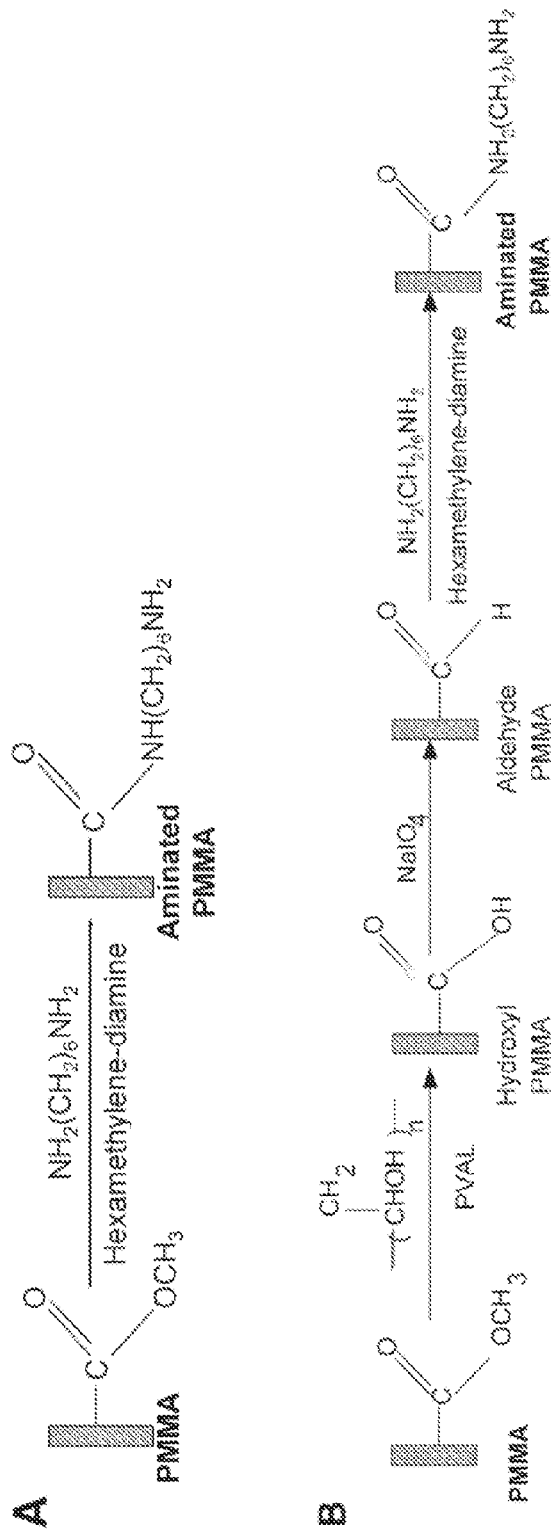 A
PMMA
C
O
OCH3
NH2(CH2)6NH2
Hexamethylene-diamine
Aminated
PMMA
C
O
NH(CH2)6NH2
B
PMMA
C
O
OCH3
CH2
(CHOH)n
PVAL
Hydroxyl
PMMA
C
O
OH
NaIO4
Aldehyde
PMMA
C
O
H
NH2(CH2)6NH2
Hexamethylene-diamine
Aminated
PMMA
C
O
NH2(CH2)6NH2